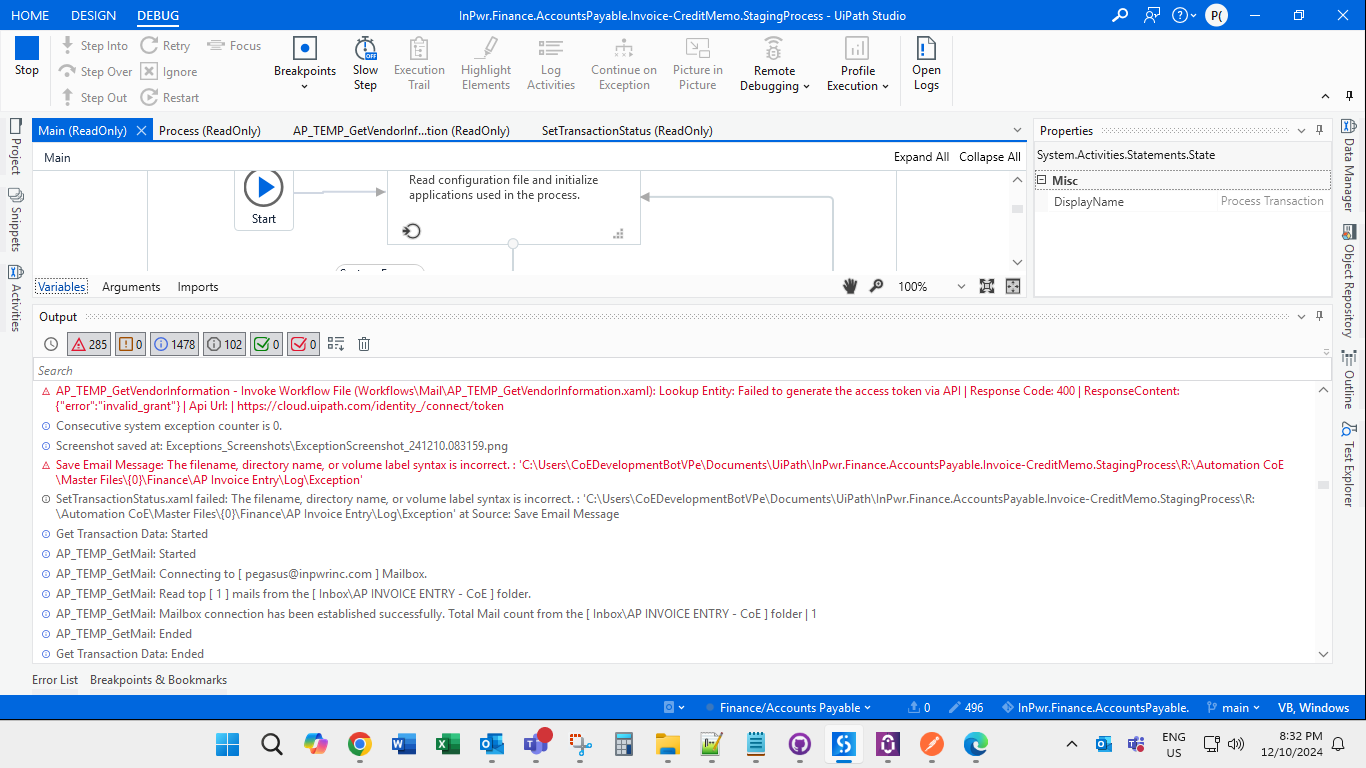 HOME DESIGN DEBUG InPwr.Finance.AccountsPayable.Invoice-CreditMemo.StagingProcess - UiPath Studio P(
Stop
Step Into Retry Focus
Step Over Ignore
Step Out Restart
Breakpoints
Slow Step
Execution Trail
Highlight Elements
Log Activities
Continue on Exception
Picture in Picture
Remote Debugging
Profile Execution
Open Logs
OFF
Project
Snippets
Activities
Main (ReadOnly) Process (ReadOnly) AP_TEMP_GetVendorInf...tion (ReadOnly) SetTransactionStatus (ReadOnly)
Main Expand All Collapse All
Start
Read configuration file and initialize
applications used in the process.
Variables Arguments Imports 100%
Properties
System.Activities.Statements.State
Misc
DisplayName Process Transaction
Data Manager
Object Repository
Outline
Test Explorer
Output
285 0 1478 102 0 0
Search
AP_TEMP_GetVendorInformation - Invoke Workflow File (Workflows\Mail\AP_TEMP_GetVendorInformation.xaml): Lookup Entity: Failed to generate the access token via API | Response Code: 400 | ResponseContent:
{"error":"invalid_grant"} | Api Url: | https://cloud.uipath.com/identity_/connect/token
Consecutive system exception counter is 0.
Screenshot saved at: Exceptions_Screenshots\ExceptionScreenshot_241210.083159.png
Save Email Message: The filename, directory name, or volume label syntax is incorrect. : 'C:\Users\CoEDevelopmentBotVPe\Documents\UiPath\InPwr.Finance.AccountsPayable.Invoice-CreditMemo.StagingProcess\R:\Automation CoE
\Master Files\{0}\Finance\AP Invoice Entry\Log\Exception'
SetTransactionStatus.xaml failed: The filename, directory name, or volume label syntax is incorrect. : 'C:\Users\CoEDevelopmentBotVPe\Documents\UiPath\InPwr.Finance.AccountsPayable.Invoice-CreditMemo.StagingProcess\R:
\Automation CoE\Master Files\{0}\Finance\AP Invoice Entry\Log\Exception' at Source: Save Email Message
Get Transaction Data: Started
AP_TEMP_GetMail: Started
AP_TEMP_GetMail: Connecting to [ pegasus@inpwrinc.com ] Mailbox.
AP_TEMP_GetMail: Read top [ 1 ] mails from the [ Inbox\AP INVOICE ENTRY - CoE ] folder.
AP_TEMP_GetMail: Mailbox connection has been established successfully. Total Mail count from the [ Inbox\AP INVOICE ENTRY - CoE ] folder | 1
AP_TEMP_GetMail: Ended
Get Transaction Data: Ended
Error List Breakpoints & Bookmarks
Finance/Accounts Payable 0 496 InPwr.Finance.AccountsPayable. main VB, Windows
ENG
US
8:32 PM
12/10/2024